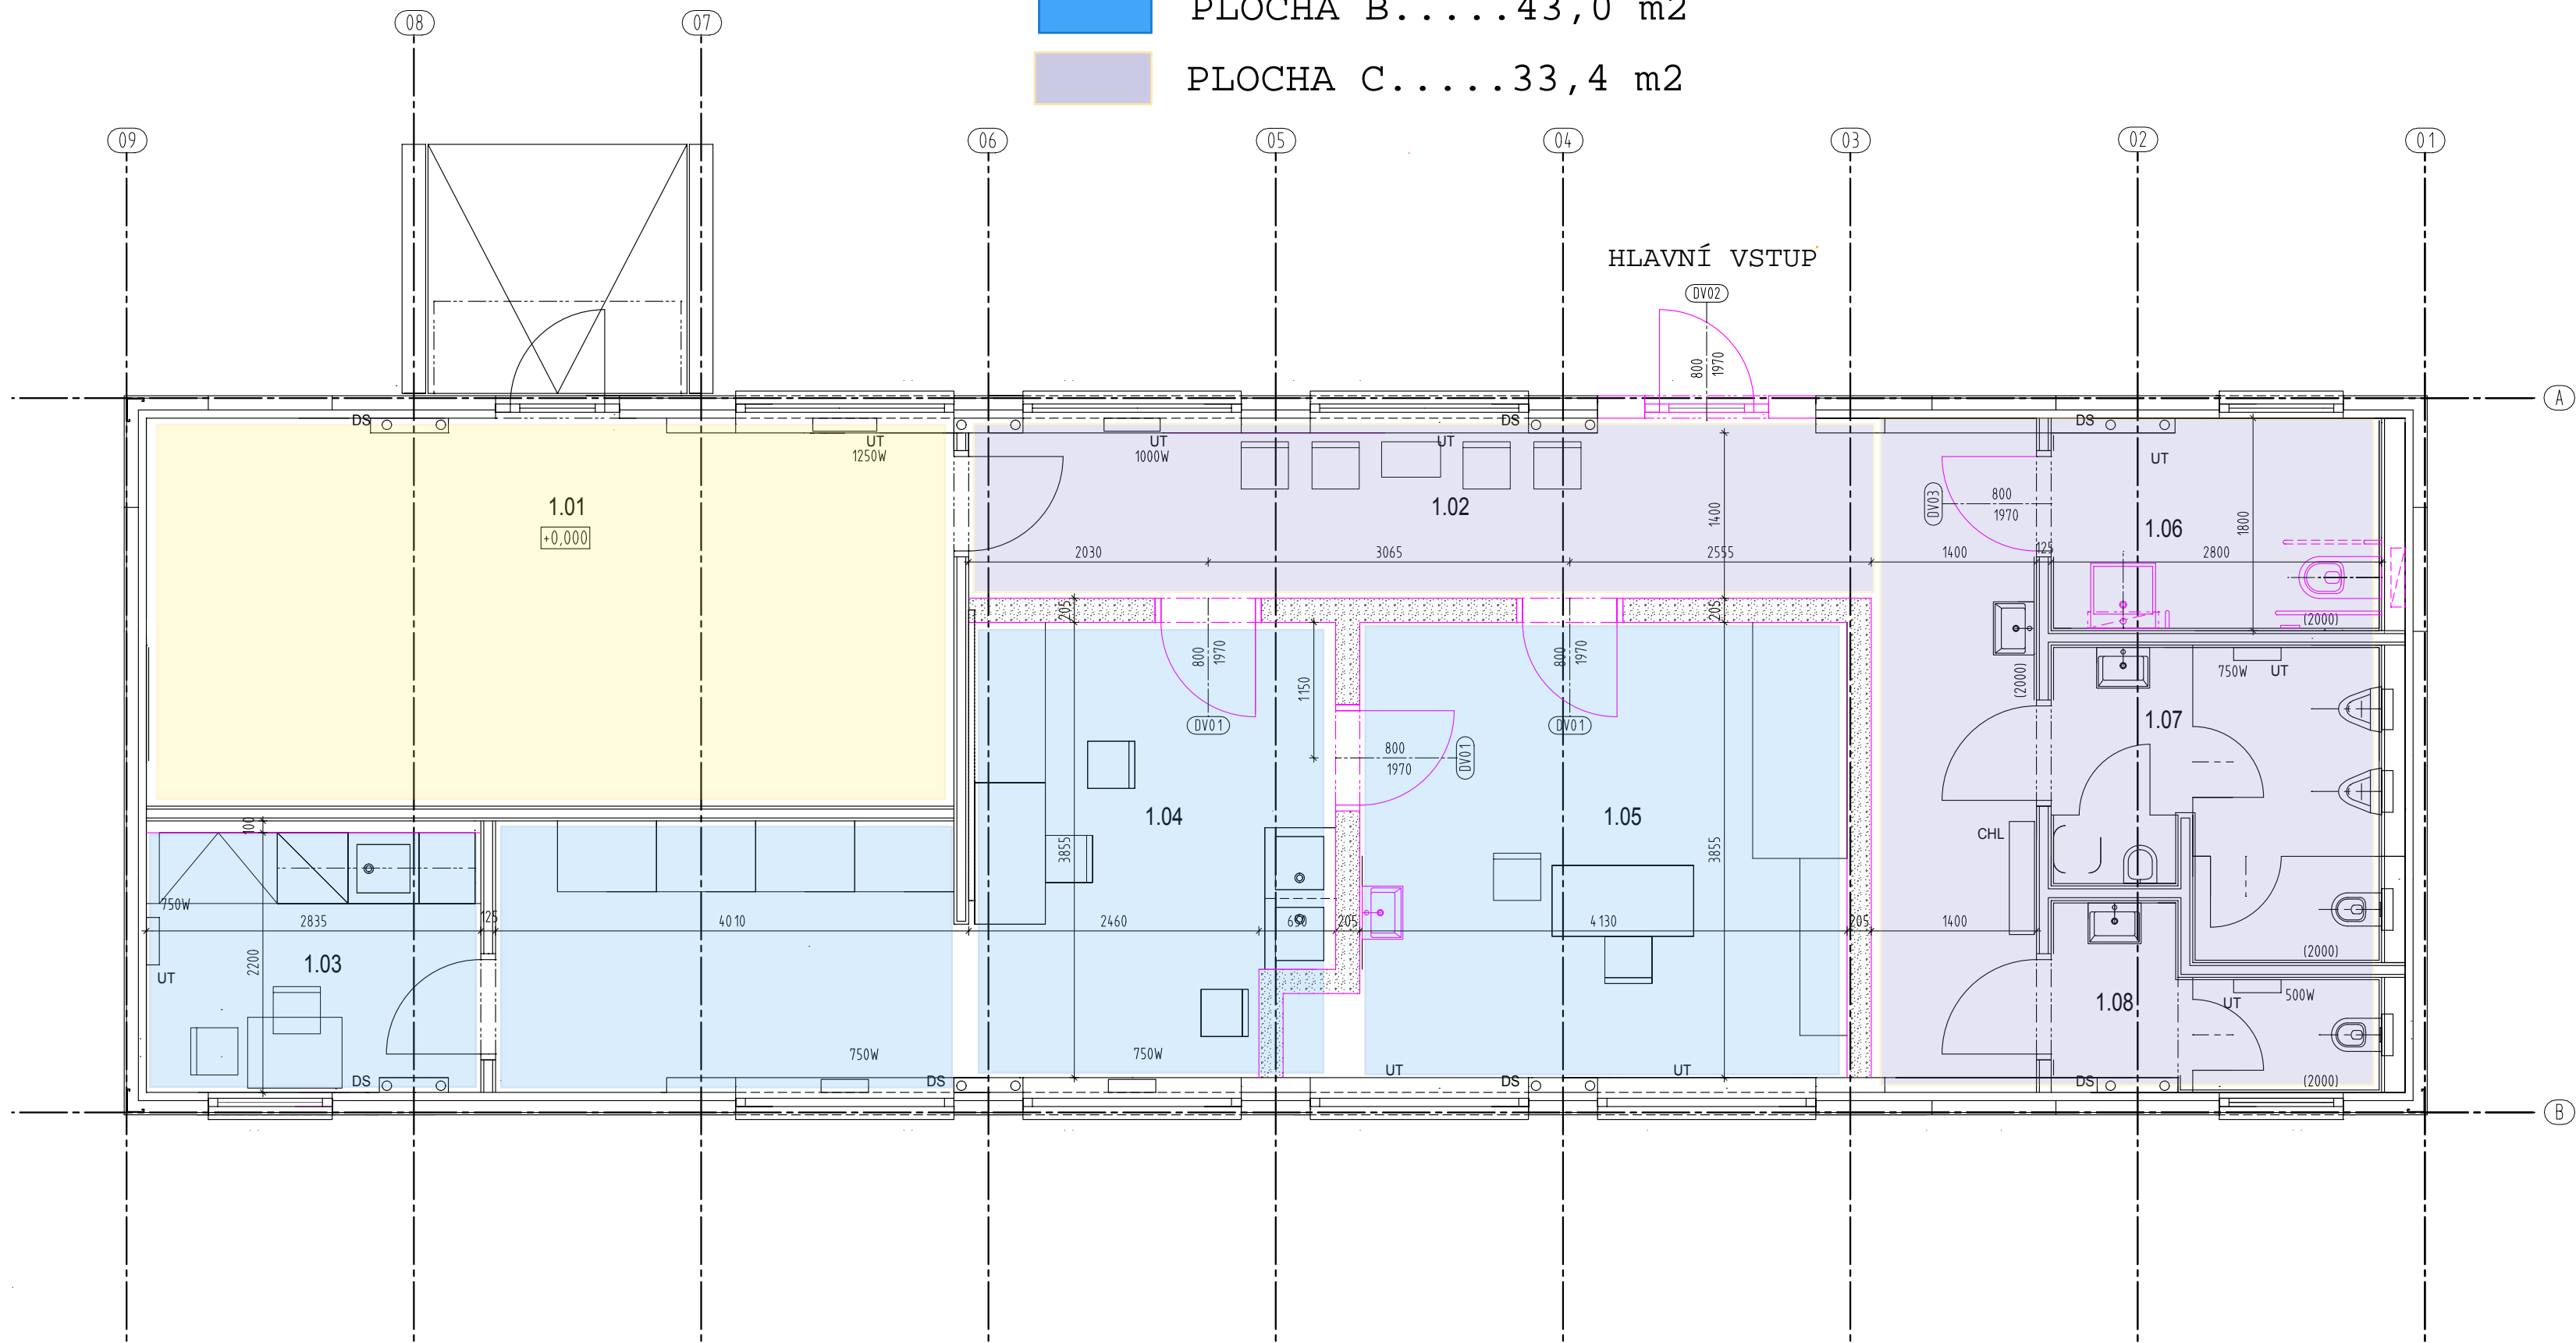 PLOCHA B.....43,0 m2
PLOCHA C.....33,4 m2
08
07
09
06
05
04
03
02
01
HLAVNÍ VSTUP
DV02
800
1970
A
DS
UT
1250W
UT
1000W
UT
DS
DS
UT
1.01
+0,000
1.02
1400
DV03
800
1970
1.06
1800
2030
3065
2555
1400
125
2800
205
205
(2000)
800
1970
1150
800
1970
(2000)
750W
UT
DV01
DV01
1.07
800
1970
DV01
100
1.04
1.05
3855
3855
CHL
750W
2835
125
4010
2460
690
205
4130
205
1400
2200
1.03
UT
(2000)
1.08
UT
500W
750W
750W
UT
UT
DS
DS
DS
DS
(2000)
B